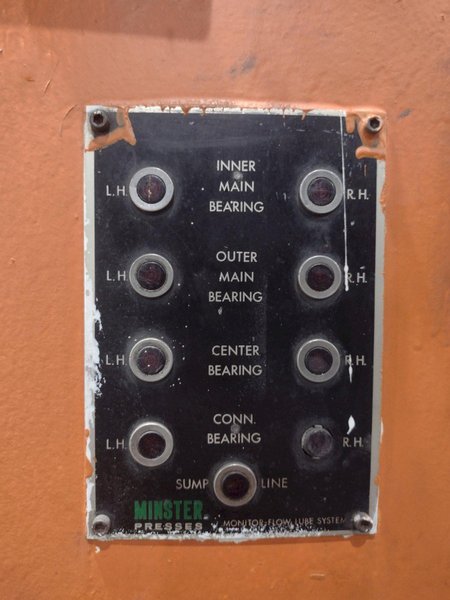 INNER
L.H. MAIN R.H.
BEARING
OUTER
L.H. MAIN R.H.
BEARING
L.H. CENTER R.H.
BEARING
CONN.
L.H. BEARING R.H.
SUMP LINE
MINSTER
PRESSES MONITOR-FLOW LUBE SYSTEM